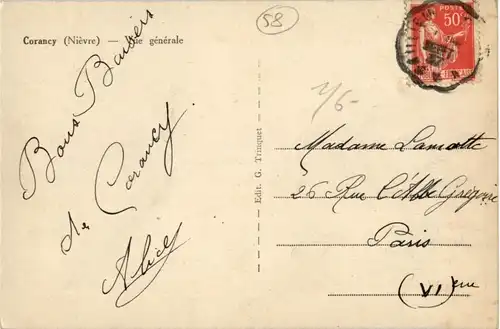 58
POSTES
50c
Corancy (Nièvre) — Vue générale
1/6-
Bons Baisers
de Corancy
Alice
Edit. G. Trinquet
Madame Lamotte
26 Rue l'Abbé Grégoire
Paris
(VI) eme